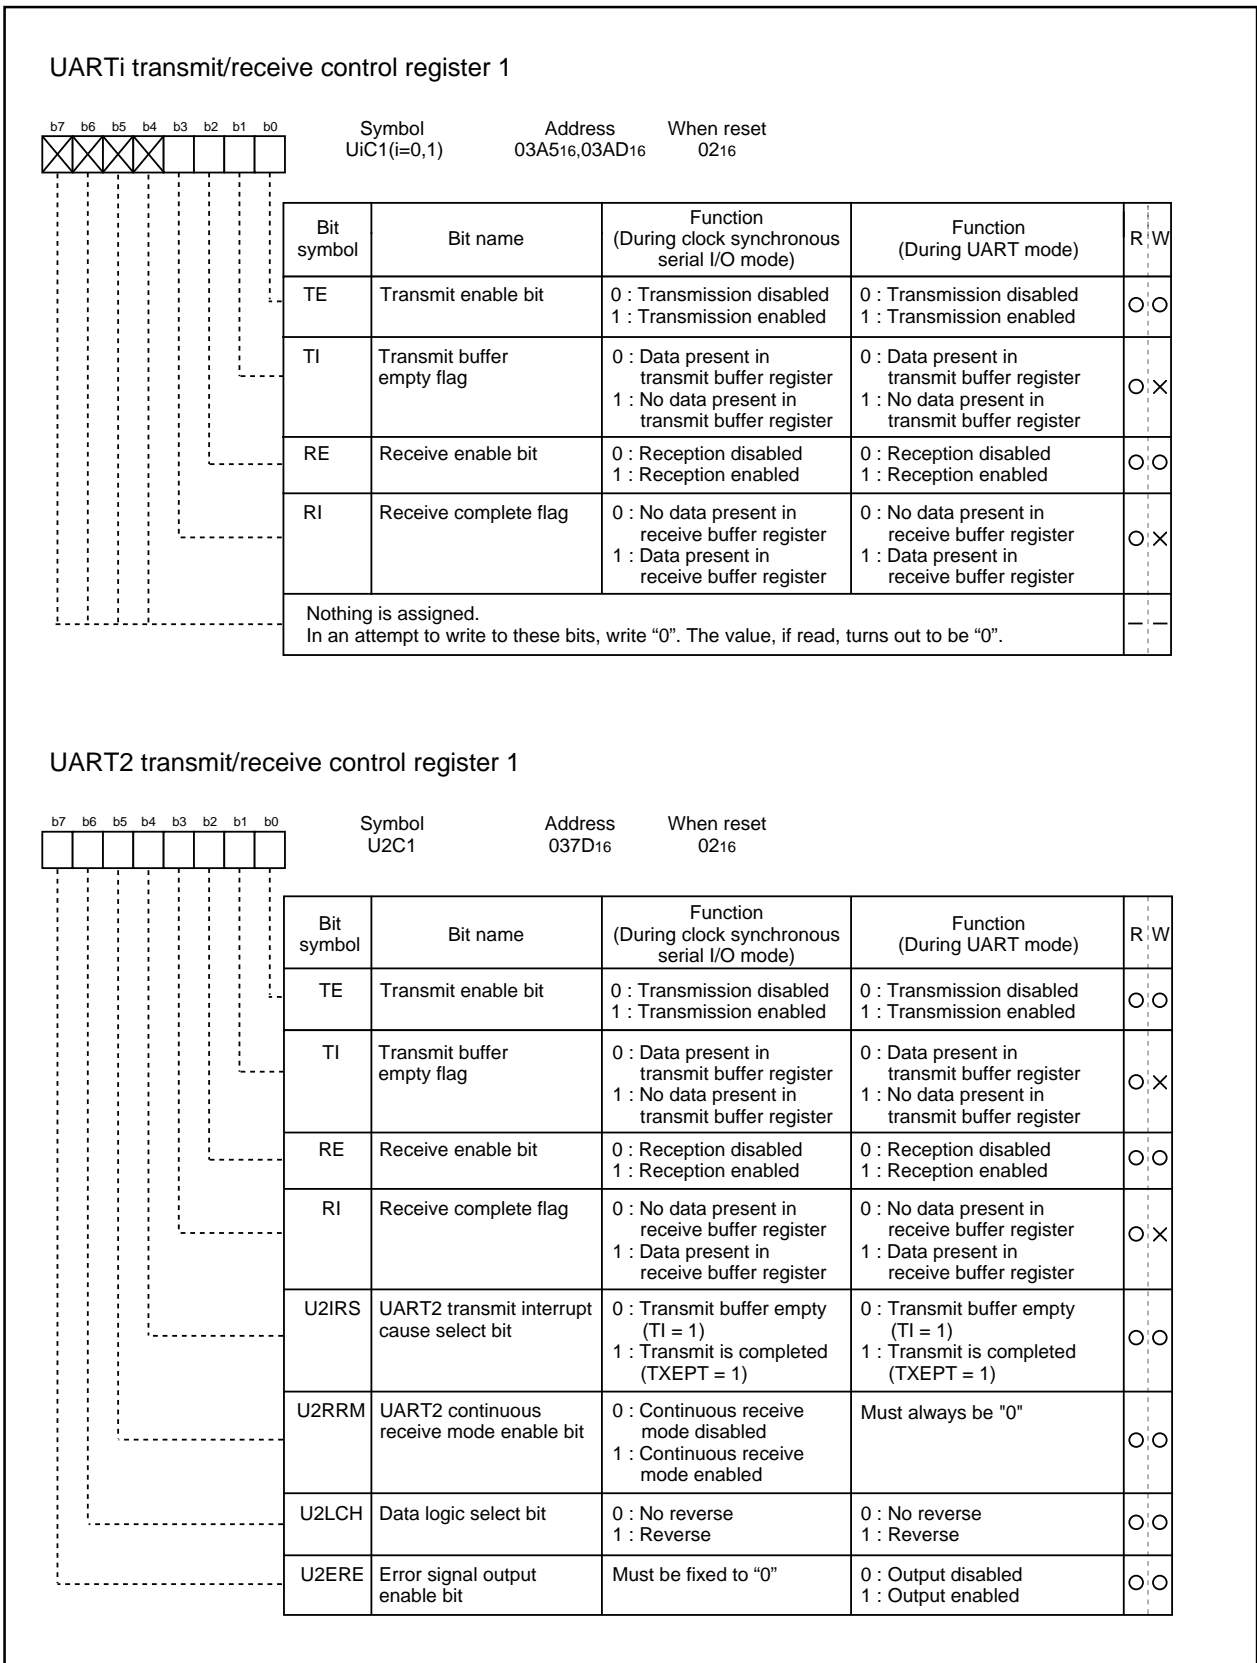 UARTi transmit/receive control register 1
b7 b6 b5 b4 b3 b2 b1 b0
Symbol Address When reset
UiC1(i=0,1) 03A516,03AD16 0216
Bit symbol
Bit name
Function
(During clock synchronous
serial I/O mode)
Function
(During UART mode)
R W
TE
Transmit enable bit
0 : Transmission disabled
1 : Transmission enabled
0 : Transmission disabled
1 : Transmission enabled
TI
Transmit buffer
empty flag
0 : Data present in
transmit buffer register
1 : No data present in
transmit buffer register
0 : Data present in
transmit buffer register
1 : No data present in
transmit buffer register
RE
Receive enable bit
0 : Reception disabled
1 : Reception enabled
0 : Reception disabled
1 : Reception enabled
RI
Receive complete flag
0 : No data present in
receive buffer register
1 : Data present in
receive buffer register
0 : No data present in
receive buffer register
1 : Data present in
receive buffer register
Nothing is assigned.
In an attempt to write to these bits, write “0”. The value, if read, turns out to be “0”.
UART2 transmit/receive control register 1
b7 b6 b5 b4 b3 b2 b1 b0
Symbol Address When reset
U2C1 037D16 0216
Bit symbol
Bit name
Function
(During clock synchronous
serial I/O mode)
Function
(During UART mode)
R W
TE
Transmit enable bit
0 : Transmission disabled
1 : Transmission enabled
0 : Transmission disabled
1 : Transmission enabled
TI
Transmit buffer
empty flag
0 : Data present in
transmit buffer register
1 : No data present in
transmit buffer register
0 : Data present in
transmit buffer register
1 : No data present in
transmit buffer register
RE
Receive enable bit
0 : Reception disabled
1 : Reception enabled
0 : Reception disabled
1 : Reception enabled
RI
Receive complete flag
0 : No data present in
receive buffer register
1 : Data present in
receive buffer register
0 : No data present in
receive buffer register
1 : Data present in
receive buffer register
U2IRS
UART2 transmit interrupt
cause select bit
0 : Transmit buffer empty
(TI = 1)
1 : Transmit is completed
(TXEPT = 1)
0 : Transmit buffer empty
(TI = 1)
1 : Transmit is completed
(TXEPT = 1)
U2RRM
UART2 continuous
receive mode enable bit
0 : Continuous receive
mode disabled
1 : Continuous receive
mode enabled
Must always be "0"
U2LCH
Data logic select bit
0 : No reverse
1 : Reverse
0 : No reverse
1 : Reverse
U2ERE
Error signal output
enable bit
Must be fixed to “0”
0 : Output disabled
1 : Output enabled